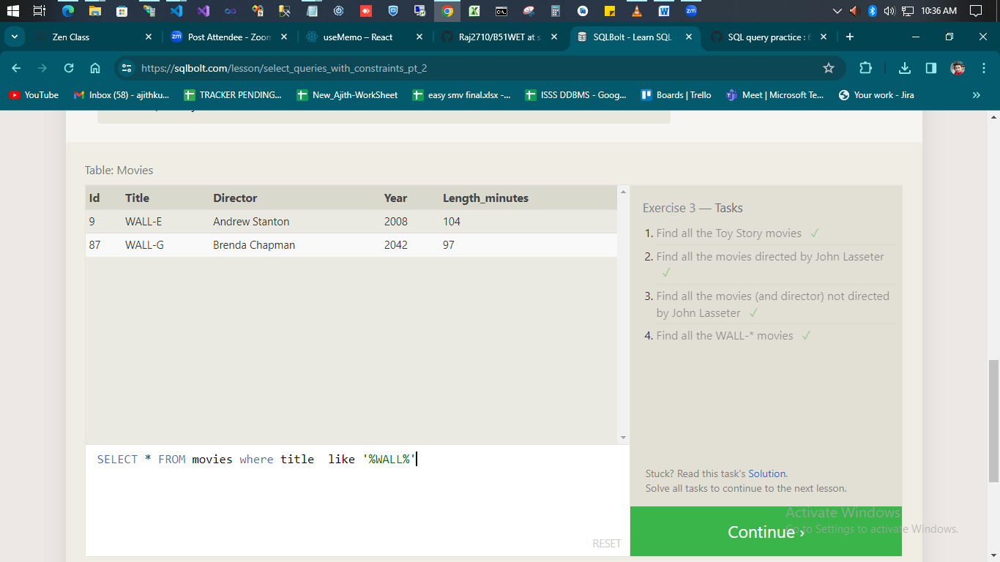 10:36 AM
Zen Class
Post Attendee - Zoom
useMemo – React
Raj2710/B51WET at s
SQLBolt - Learn SQL -
SQL query practice : 6
https://sqlbolt.com/lesson/select_queries_with_constraints_pt_2
YouTube
Inbox (58) - ajithku...
TRACKER PENDING...
New_Ajith-WorkSheet
easy smv final.xlsx -...
ISSS DDBMS - Goog...
Boards | Trello
Meet | Microsoft Te...
Your work - Jira
Table: Movies
Id Title Director Year Length_minutes
9 WALL-E Andrew Stanton 2008 104
87 WALL-G Brenda Chapman 2042 97
SELECT * FROM movies where title  like '%WALL%'
RESET
Exercise 3 — Tasks
1. Find all the Toy Story movies ✓
2. Find all the movies directed by John Lasseter
✓
3. Find all the movies (and director) not directed
by John Lasseter ✓
4. Find all the WALL-* movies ✓
Stuck? Read this task's Solution.
Solve all tasks to continue to the next lesson.
Continue ›
Activate Windows
Go to Settings to activate Windows.